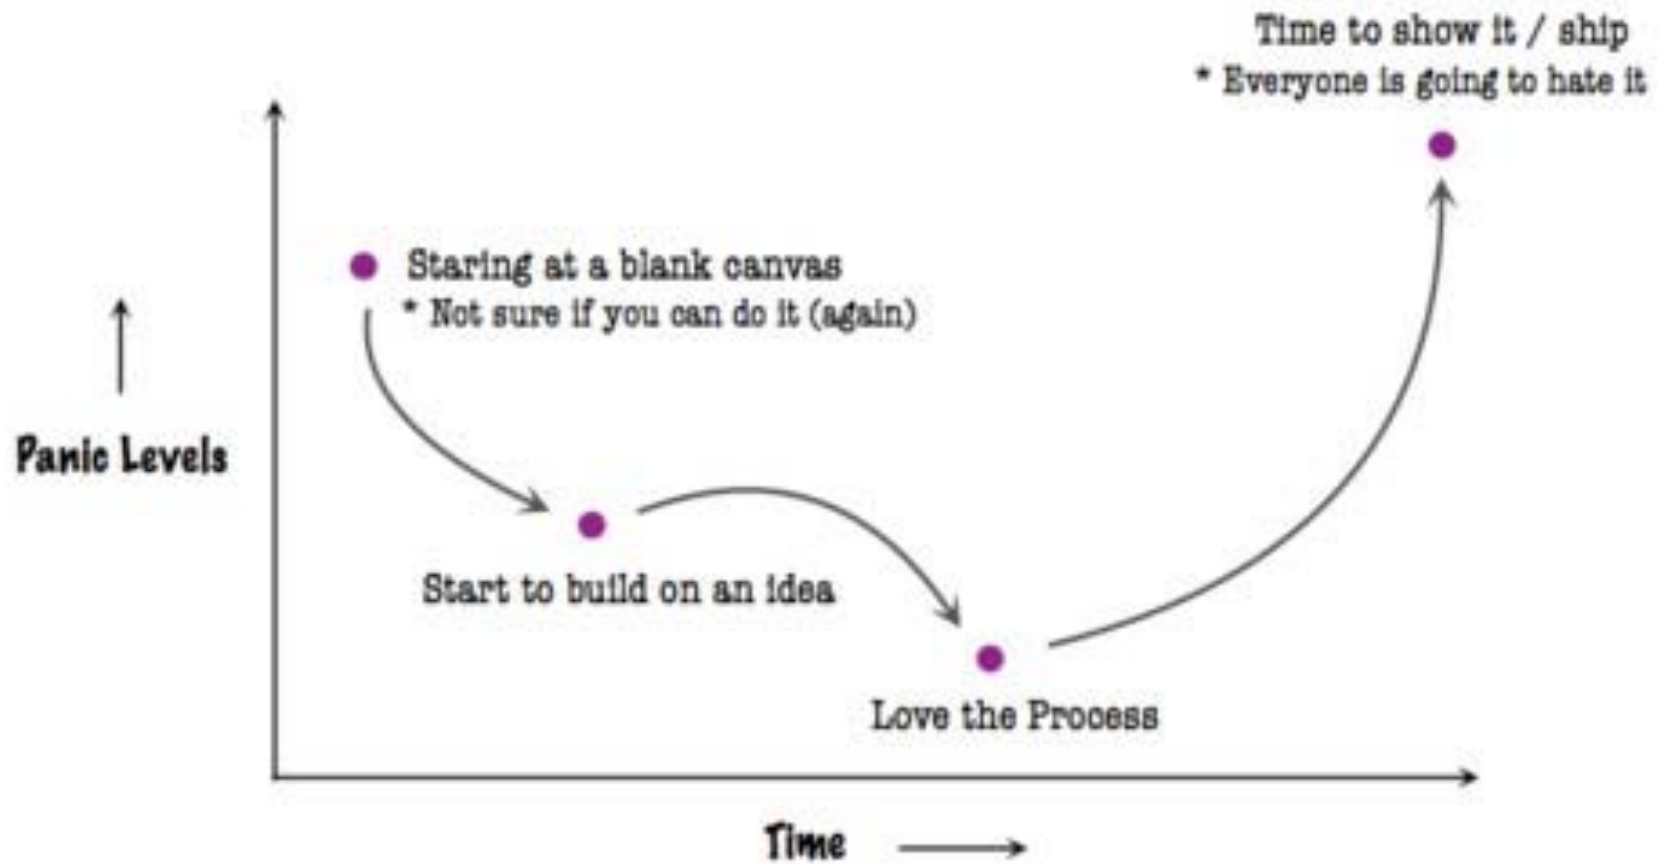 Time to show it / ship
* Everyone is going to hate it
Staring at a blank canvas
* Not sure if you can do it (again)
Panic Levels
Start to build on an idea
Love the Process
Time